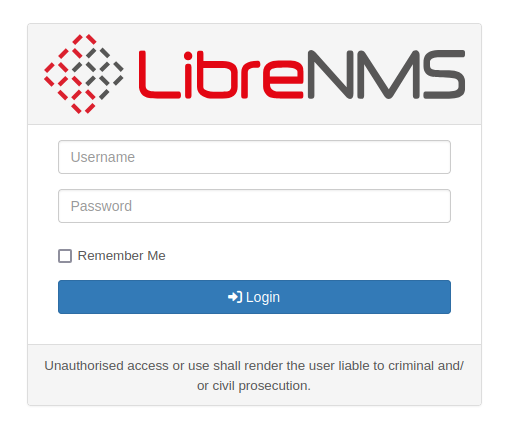 LibreNMS
Username
Password
Remember Me
Login
Unauthorised access or use shall render the user liable to criminal and/
or civil prosecution.